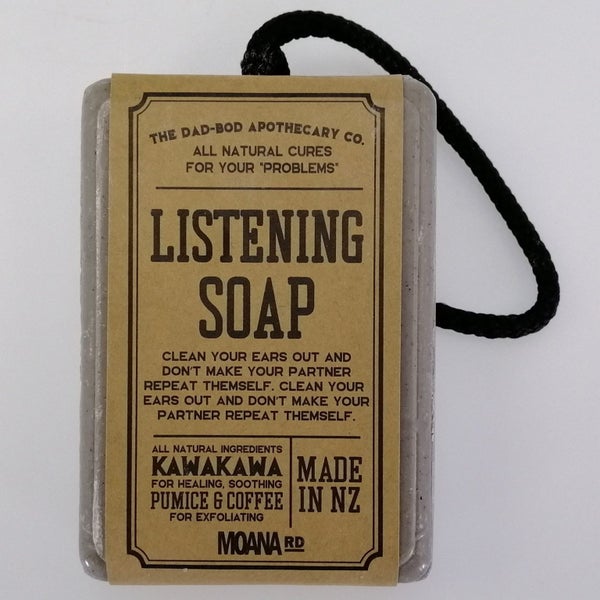 THE DAD-BOD APOTHECARY CO.
ALL NATURAL CURES
FOR YOUR "PROBLEMS"
LISTENING
SOAP
CLEAN YOUR EARS OUT AND
DON'T MAKE YOUR PARTNER
REPEAT THEMSELF. CLEAN YOUR
EARS OUT AND DON'T MAKE YOUR
PARTNER REPEAT THEMSELF.
ALL NATURAL INGREDIENTS
KAWAKAWA
FOR HEALING, SOOTHING
PUMICE & COFFEE
FOR EXFOLIATING
MADE
IN NZ
MOANA RD